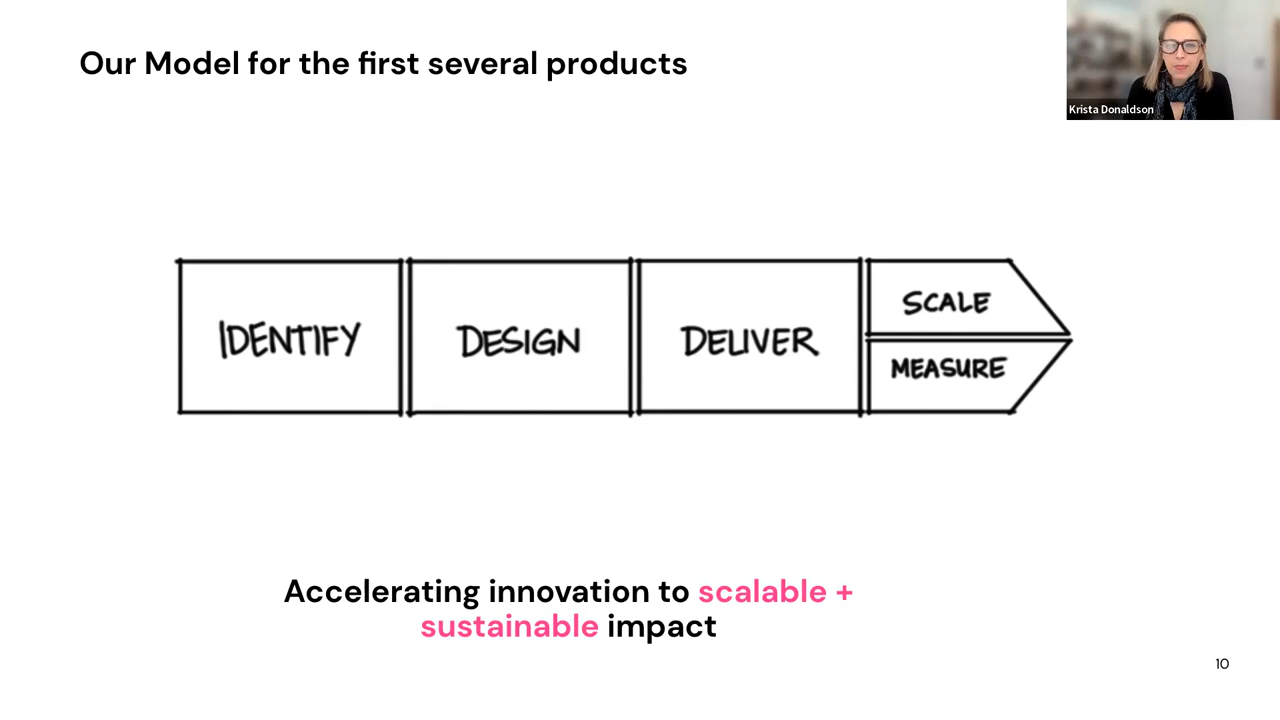 Our Model for the first several products
Krista Donaldson
IDENTIFY
DESIGN
DELIVER
SCALE
MEASURE
Accelerating innovation to scalable +
sustainable impact
10